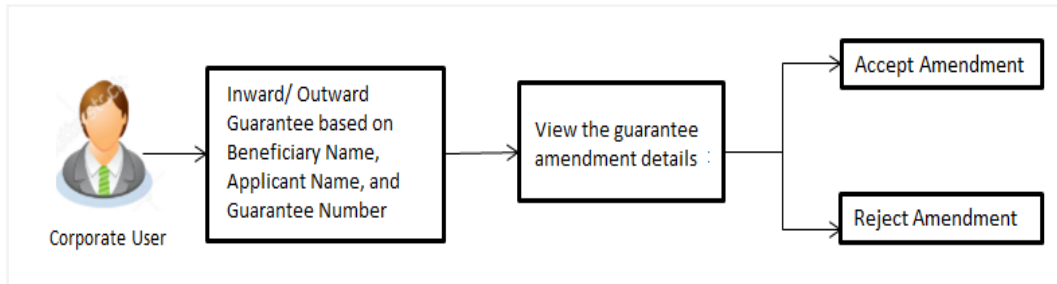 Accept Amendment
Inward/ Outward
Guarantee based on
Beneficiary Name,
Applicant Name, and
Guarantee Number
View the guarantee
amendment details :
Reject Amendment
Corporate User